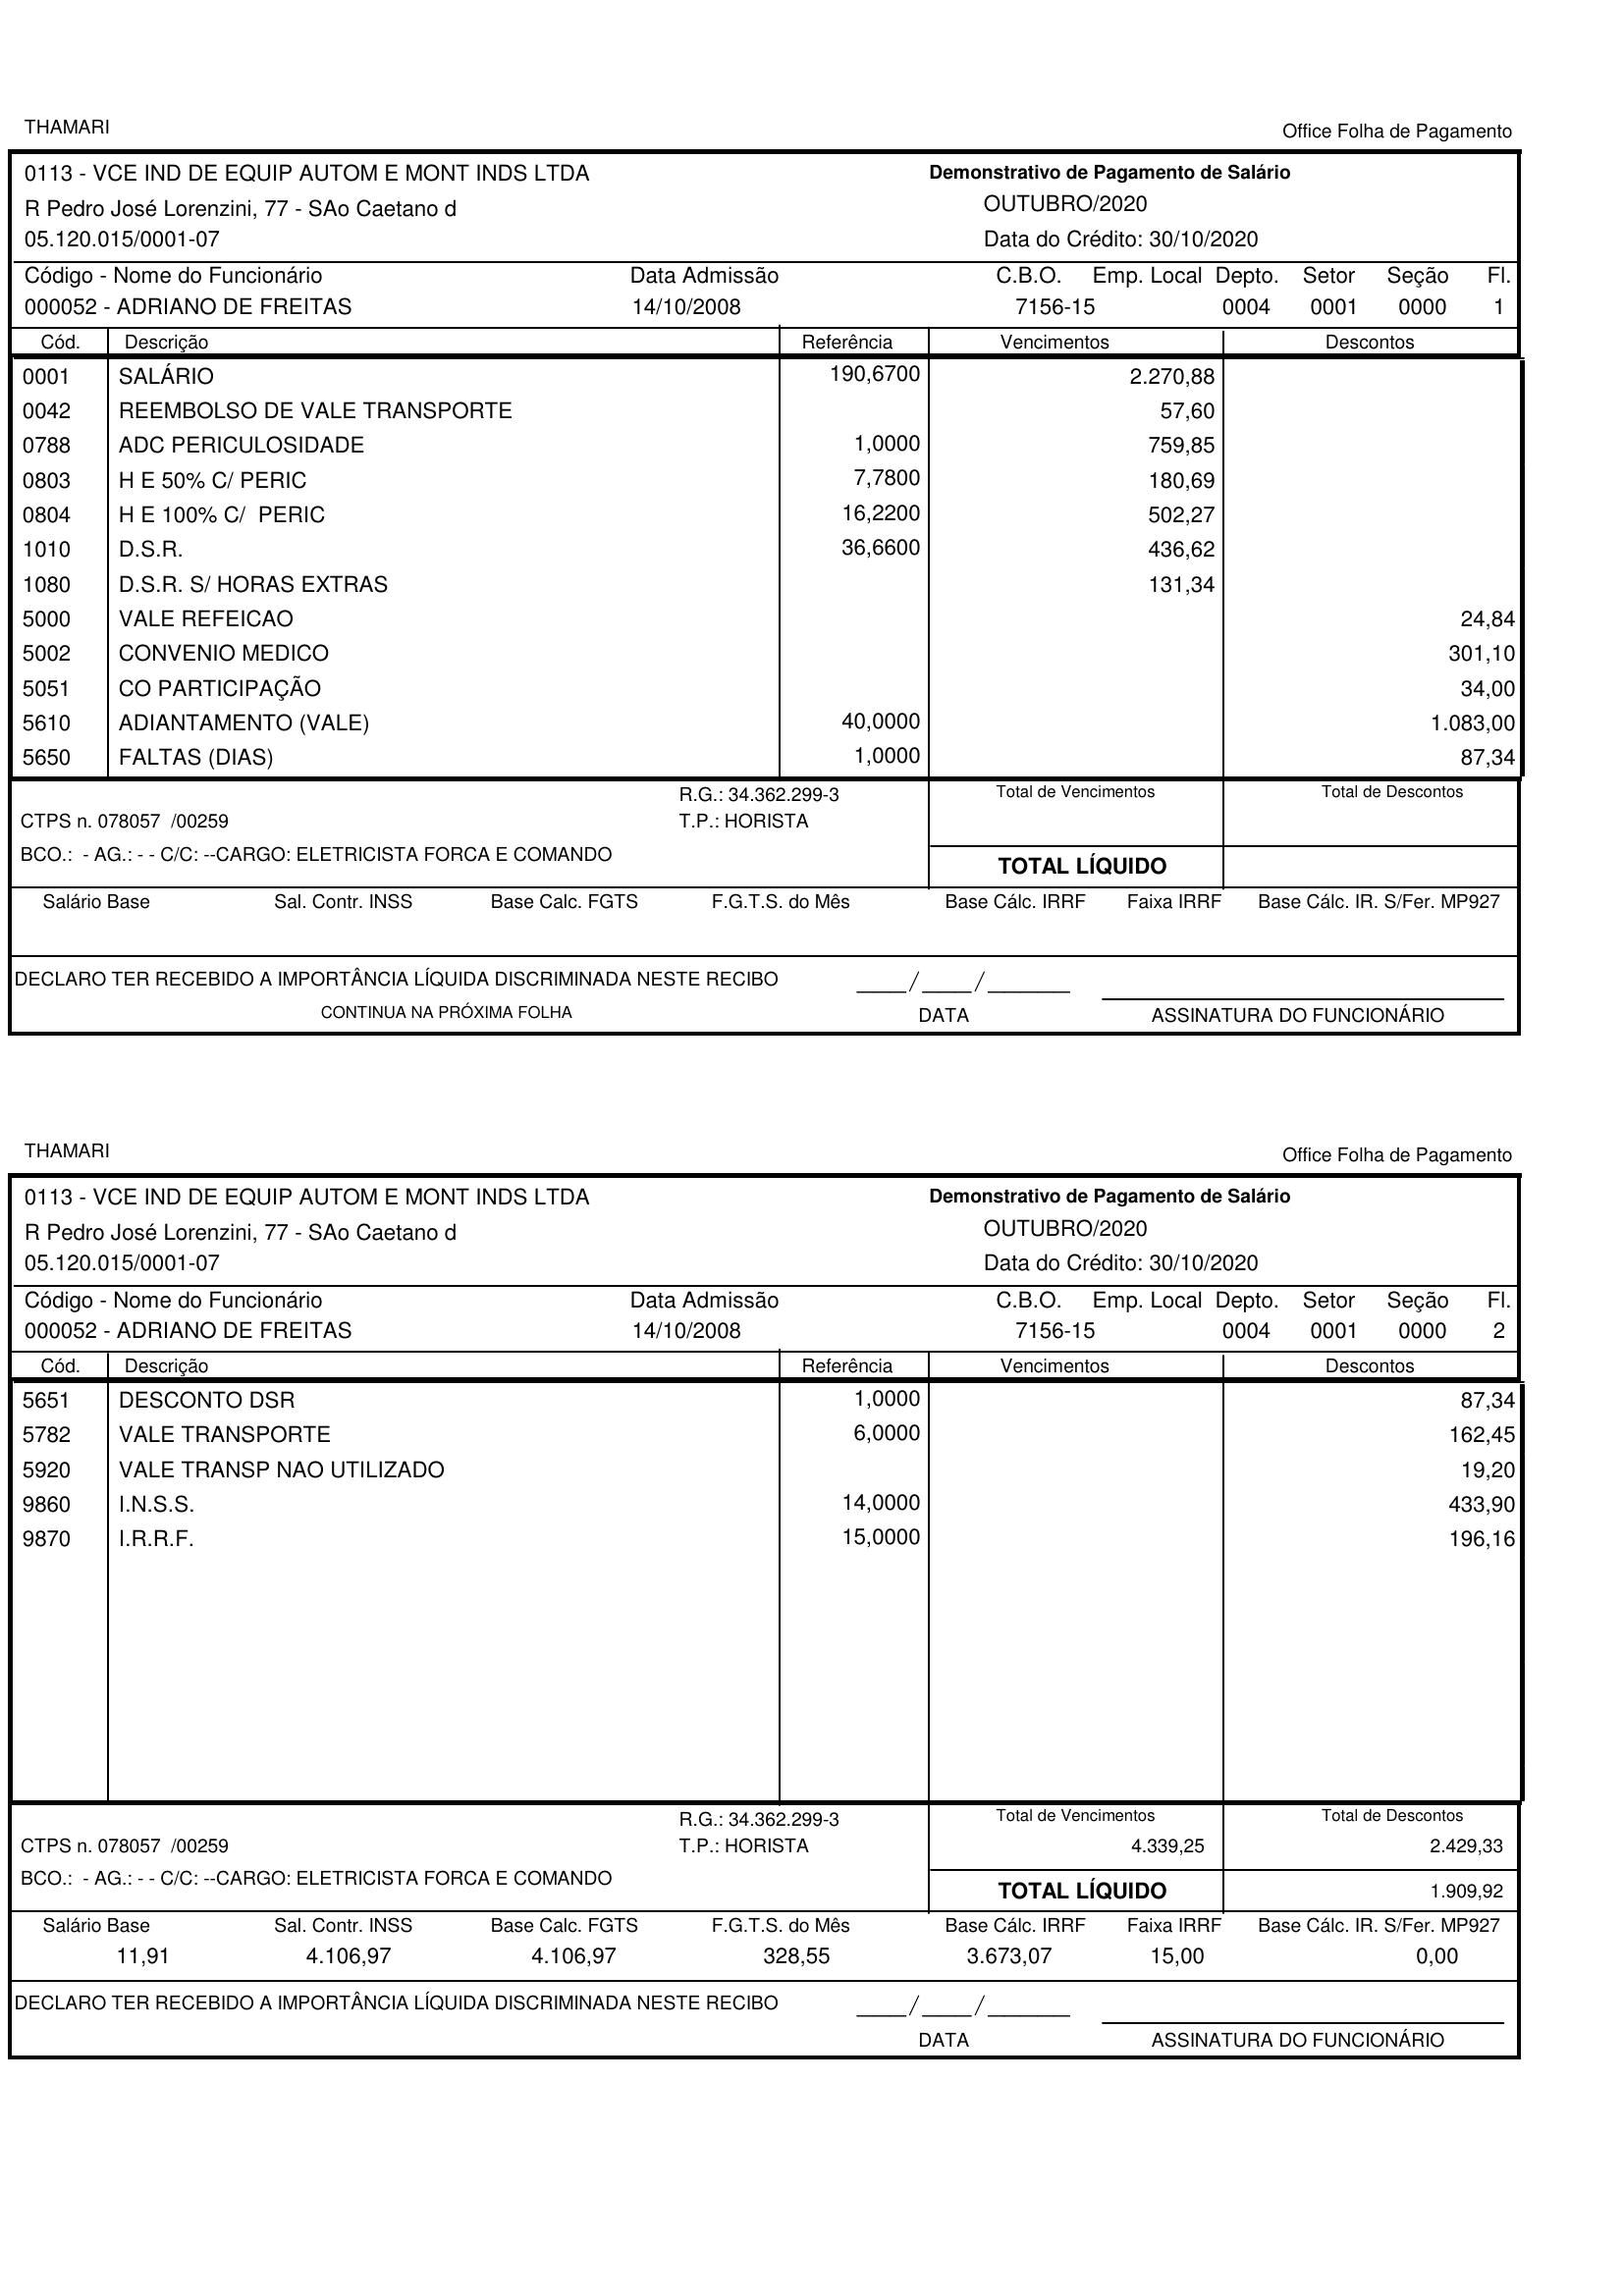 THAMARI Office Folha de Pagamento
0113 - VCE IND DE EQUIP AUTOM E MONT INDS LTDA Demonstrativo de Pagamento de Salário
R Pedro José Lorenzini, 77 - SAo Caetano d OUTUBRO/2020
05.120.015/0001-07 Data do Crédito: 30/10/2020
Código - Nome do Funcionário Data Admissão C.B.O. Emp. Local Depto. Setor Seção Fl.
000052 - ADRIANO DE FREITAS 14/10/2008 7156-15 0004 0001 0000 1
Cód. Descrição Referência Vencimentos Descontos
0001 SALÁRIO 190,6700 2.270,88
0042 REEMBOLSO DE VALE TRANSPORTE 57,60
0788 ADC PERICULOSIDADE 1,0000 759,85
0803 H E 50% C/ PERIC 7,7800 180,69
0804 H E 100% C/  PERIC 16,2200 502,27
1010 D.S.R. 36,6600 436,62
1080 D.S.R. S/ HORAS EXTRAS 131,34
5000 VALE REFEICAO 24,84
5002 CONVENIO MEDICO 301,10
5051 CO PARTICIPAÇÃO 34,00
5610 ADIANTAMENTO (VALE) 40,0000 1.083,00
5650 FALTAS (DIAS) 1,0000 87,34
R.G.: 34.362.299-3 Total de Vencimentos Total de Descontos
CTPS n. 078057  /00259 T.P.: HORISTA
BCO.:  - AG.: - - C/C: --CARGO: ELETRICISTA FORCA E COMANDO TOTAL LÍQUIDO
Salário Base Sal. Contr. INSS Base Calc. FGTS F.G.T.S. do Mês Base Cálc. IRRF Faixa IRRF Base Cálc. IR. S/Fer. MP927
DECLARO TER RECEBIDO A IMPORTÂNCIA LÍQUIDA DISCRIMINADA NESTE RECIBO ____/____/______
CONTINUA NA PRÓXIMA FOLHA DATA ASSINATURA DO FUNCIONÁRIO
THAMARI Office Folha de Pagamento
0113 - VCE IND DE EQUIP AUTOM E MONT INDS LTDA Demonstrativo de Pagamento de Salário
R Pedro José Lorenzini, 77 - SAo Caetano d OUTUBRO/2020
05.120.015/0001-07 Data do Crédito: 30/10/2020
Código - Nome do Funcionário Data Admissão C.B.O. Emp. Local Depto. Setor Seção Fl.
000052 - ADRIANO DE FREITAS 14/10/2008 7156-15 0004 0001 0000 2
Cód. Descrição Referência Vencimentos Descontos
5651 DESCONTO DSR 1,0000 87,34
5782 VALE TRANSPORTE 6,0000 162,45
5920 VALE TRANSP NAO UTILIZADO 19,20
9860 I.N.S.S. 14,0000 433,90
9870 I.R.R.F. 15,0000 196,16
R.G.: 34.362.299-3 Total de Vencimentos Total de Descontos
CTPS n. 078057  /00259 T.P.: HORISTA 4.339,25 2.429,33
BCO.:  - AG.: - - C/C: --CARGO: ELETRICISTA FORCA E COMANDO TOTAL LÍQUIDO 1.909,92
Salário Base Sal. Contr. INSS Base Calc. FGTS F.G.T.S. do Mês Base Cálc. IRRF Faixa IRRF Base Cálc. IR. S/Fer. MP927
11,91 4.106,97 4.106,97 328,55 3.673,07 15,00 0,00
DECLARO TER RECEBIDO A IMPORTÂNCIA LÍQUIDA DISCRIMINADA NESTE RECIBO ____/____/______
DATA ASSINATURA DO FUNCIONÁRIO